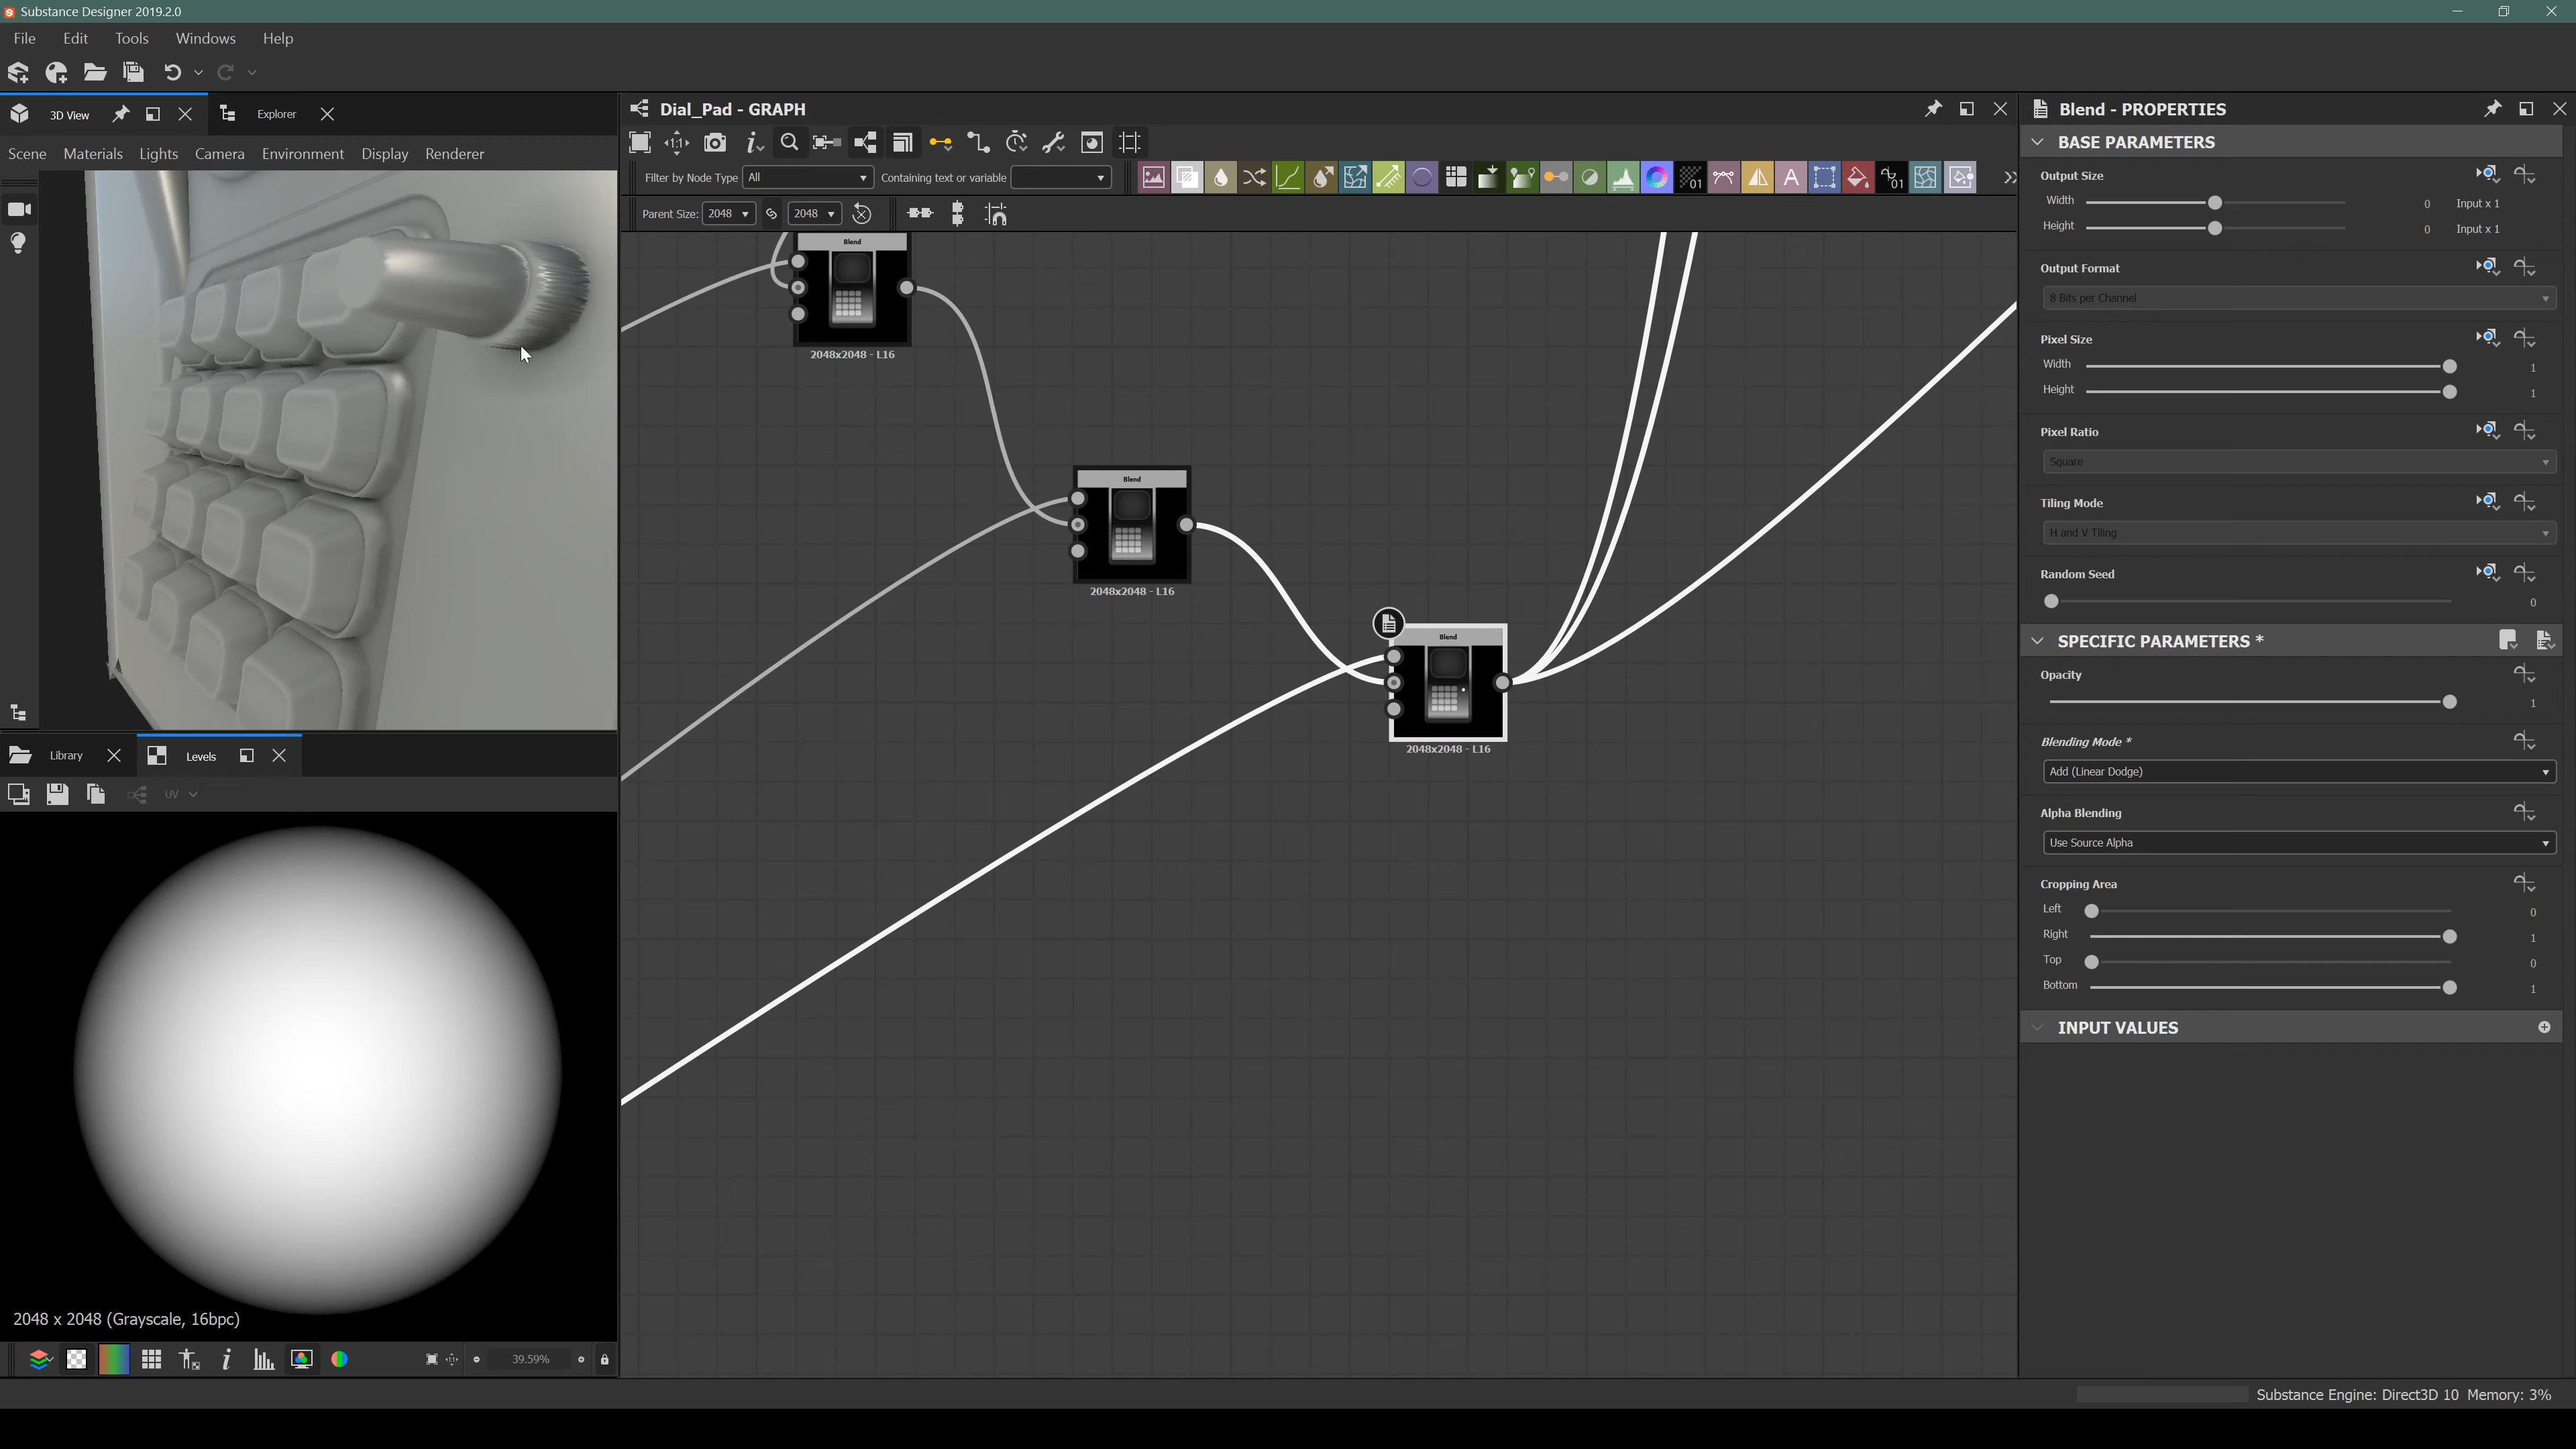 Substance Designer 2019.2.0
File Edit Tools Windows Help
3D View Explorer
Scene Materials Lights Camera Environment Display Renderer
Dial_Pad - GRAPH
Filter by Node Type All Containing text or variable
Parent Size: 2048 2048
Blend
2048x2048 - L16
Blend
2048x2048 - L16
Blend
2048x2048 - L16
Library Levels
UV
2048 x 2048 (Grayscale, 16bpc)
39.59%
Blend - PROPERTIES
BASE PARAMETERS
Output Size
Width 0 Input x 1
Height 0 Input x 1
Output Format
8 Bits per Channel
Pixel Size
Width 1
Height 1
Pixel Ratio
Square
Tiling Mode
H and V Tiling
Random Seed
0
SPECIFIC PARAMETERS *
Opacity
1
Blending Mode *
Add (Linear Dodge)
Alpha Blending
Use Source Alpha
Cropping Area
Left 0
Right 1
Top 0
Bottom 1
INPUT VALUES
Substance Engine: Direct3D 10 Memory: 3%